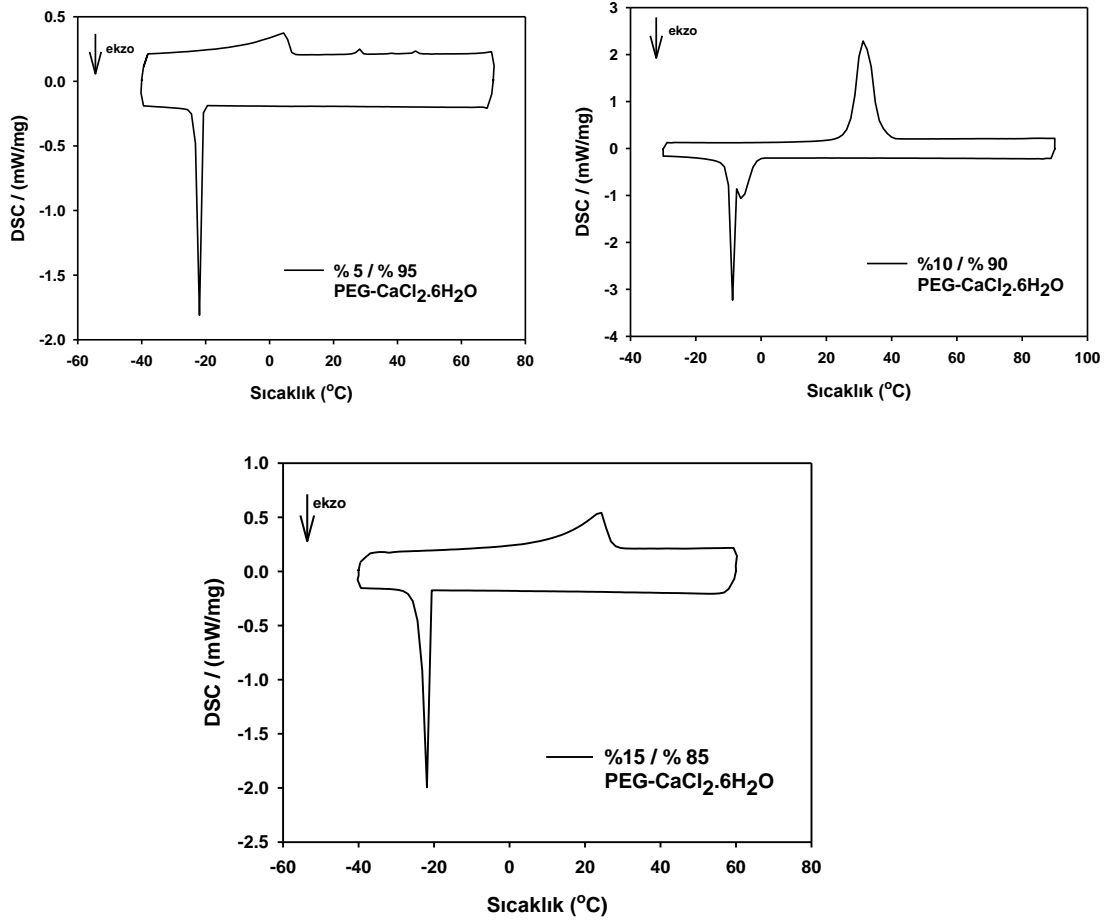 0.5
0.0
-0.5
-1.0
-1.5
-2.0
DSC / (mW/mg)
ekzo
% 5 / % 95
PEG-CaCl2.6H2O
-60 -40 -20 0 20 40 60 80
Sıcaklık (oC)
3
2
1
0
-1
-2
-3
-4
DSC / (mW/mg)
ekzo
%10 / % 90
PEG-CaCl2.6H2O
-40 -20 0 20 40 60 80 100
Sıcaklık (oC)
1.0
0.5
0.0
-0.5
-1.0
-1.5
-2.0
-2.5
DSC / (mW/mg)
ekzo
%15 / % 85
PEG-CaCl2.6H2O
-60 -40 -20 0 20 40 60 80
Sıcaklık (oC)